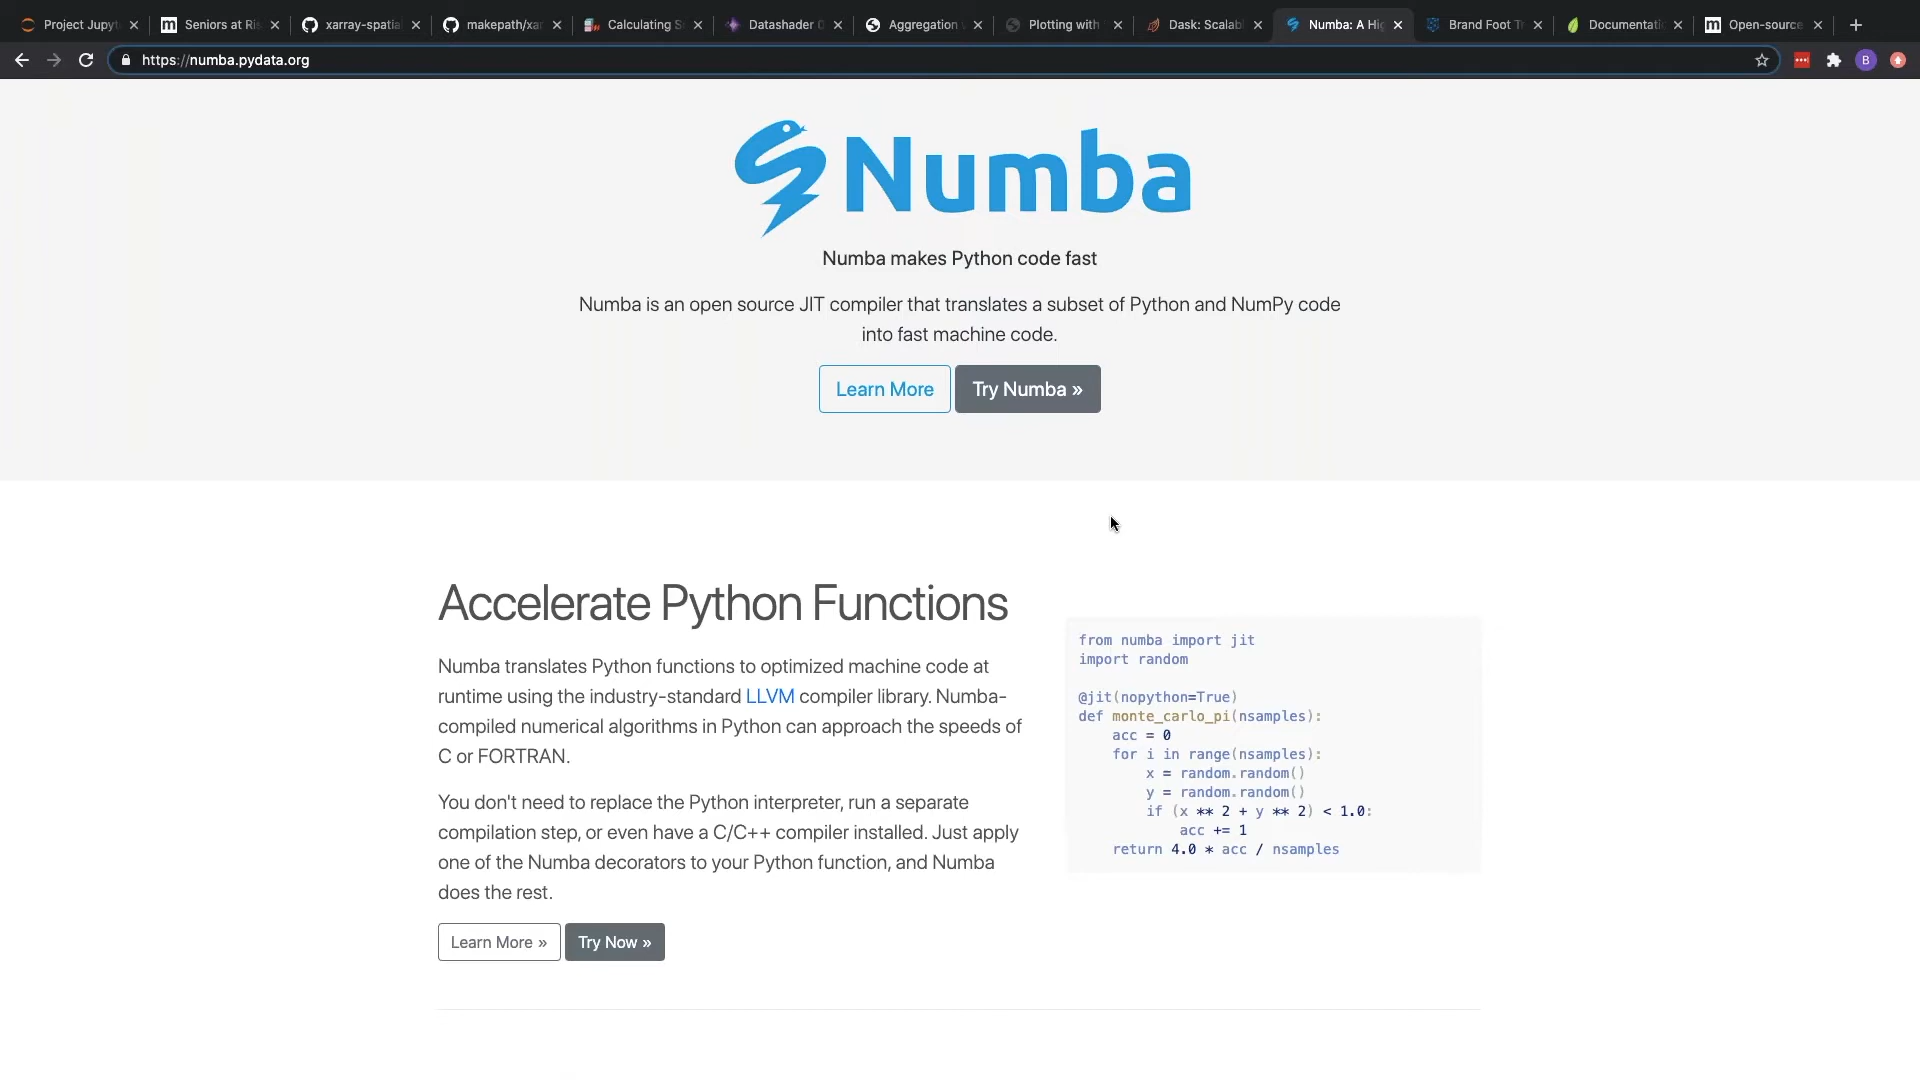 Project Jupyt
Seniors at Ris
xarray-spatia
makepath/xar
Calculating S
Datashader
Aggregation
Plotting with
Dask: Scalab
Numba: A Hig
Brand Foot Tr
Documentati
Open-source
https://numba.pydata.org
B
Numba
Numba makes Python code fast
Numba is an open source JIT compiler that translates a subset of Python and NumPy code
into fast machine code.
Learn More
Try Numba »
Accelerate Python Functions
Numba translates Python functions to optimized machine code at
runtime using the industry-standard LLVM compiler library. Numba-
compiled numerical algorithms in Python can approach the speeds of
C or FORTRAN.
You don't need to replace the Python interpreter, run a separate
compilation step, or even have a C/C++ compiler installed. Just apply
one of the Numba decorators to your Python function, and Numba
does the rest.
Learn More »
Try Now »
from numba import jit
import random
@jit(nopython=True)
def monte_carlo_pi(nsamples):
    acc = 0
    for i in range(nsamples):
        x = random.random()
        y = random.random()
        if (x ** 2 + y ** 2) < 1.0:
            acc += 1
    return 4.0 * acc / nsamples